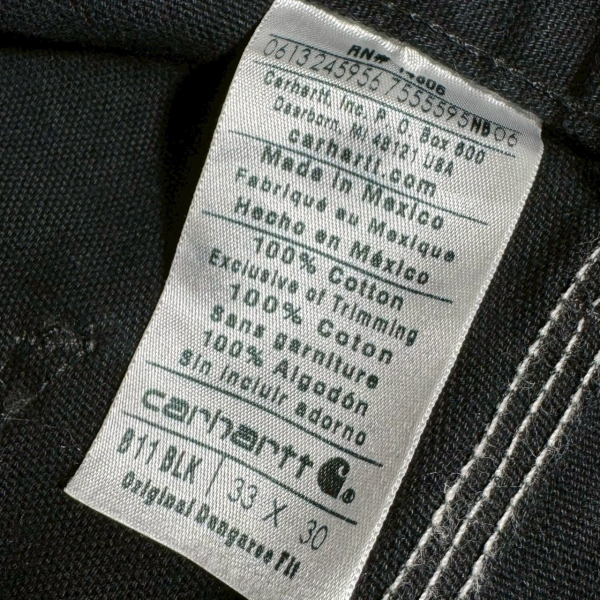 RN# 14806
0613245956 7555595NB06
Carhartt, Inc. P. O. Box 600
Dearborn, MI 48121 USA
carhartt.com
Made in Mexico
Fabriqué au Mexique
Hecho en México
100% Cotton
Exclusive of Trimming
100% Coton
Sans garniture
100% Algodón
sin incluir adorno
carhartt ®
B11 BLK 33 X 30
Original Dungaree Fit